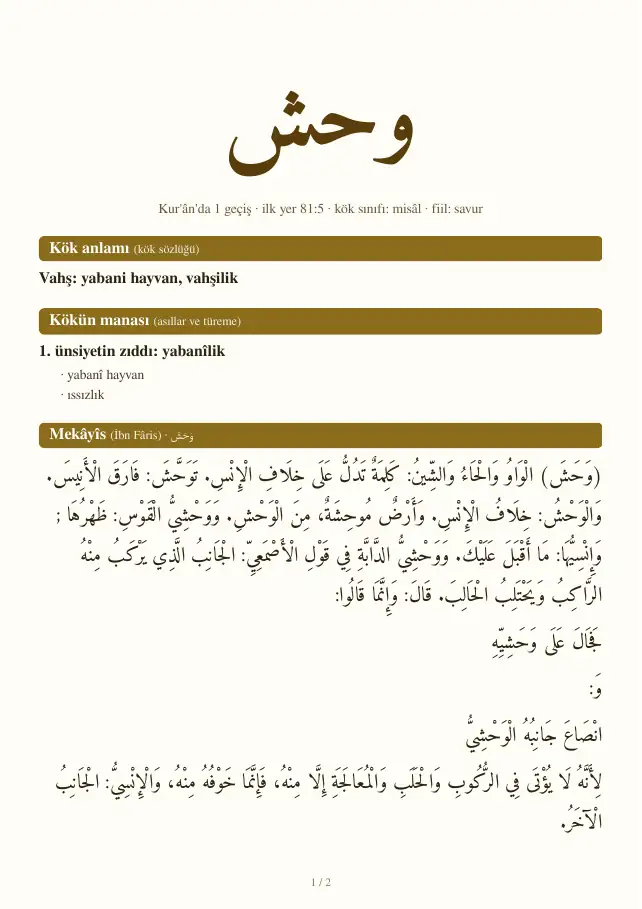 وحش
Kur'ân'da 1 geçiş · ilk yer 81:5 · kök sınıfı: misâl · fiil: savur
Kök anlamı (kök sözlüğü)
Vahş: yabani hayvan, vahşilik
Kökün manası (asıllar ve türeme)
1. ünsiyetin zıddı: yabanîlik
· yabanî hayvan
· ıssızlık
Mekâyîs (İbn Fâris) · وَحَشَ
(وَحَشَ) الْوَاوُ وَالْحَاءُ وَالشِّينُ: كَلِمَةٌ تَدُلُّ عَلَى خِلَافِ الْإِنْسِ. تَوَحَّشَ: فَارَقَ الْأَنِيسَ.
وَالْوَحْشُ: خِلَافُ الْإِنْسِ. وَأَرْضٌ مُوحِشَةٌ، مِنَ الْوَحْشِ. وَوَحْشِيُّ الْقَوْسِ: ظَهْرُهَا ;
وَإِنْسِيُّهَا: مَا أَقْبَلَ عَلَيْكَ. وَوَحْشِيُّ الدَّابَّةِ فِي قَوْلِ الْأَصْمَعِيِّ: الْجَانِبُ الَّذِي يَرْكَبُ مِنْهُ
الرَّاكِبُ وَيَحْتَلِبُ الْحَالِبَ. قَالَ: وَإِنَّمَا قَالُوا:
فَجَالَ عَلَى وَحَشِيِّهِ
وَ:
انْصَاعَ جَانِبُهُ الْوَحْشِيُّ
لِأَنَّهُ لَا يُؤْتَى فِي الرُّكُوبِ وَالْحَلَبِ وَالْمُعَالَجَةِ إِلَّا مِنْهُ، فَإِنَّمَا خَوْفُهُ مِنْهُ، وَالْإِنْسِيُّ: الْجَانِبُ
الْآخَرُ.
1 / 2